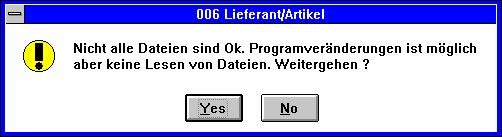 006 Lieferant/Artikel
Nicht alle Dateien sind Ok. Programveränderungen ist möglich
aber keine Lesen von Dateien. Weitergehen ?
Yes No